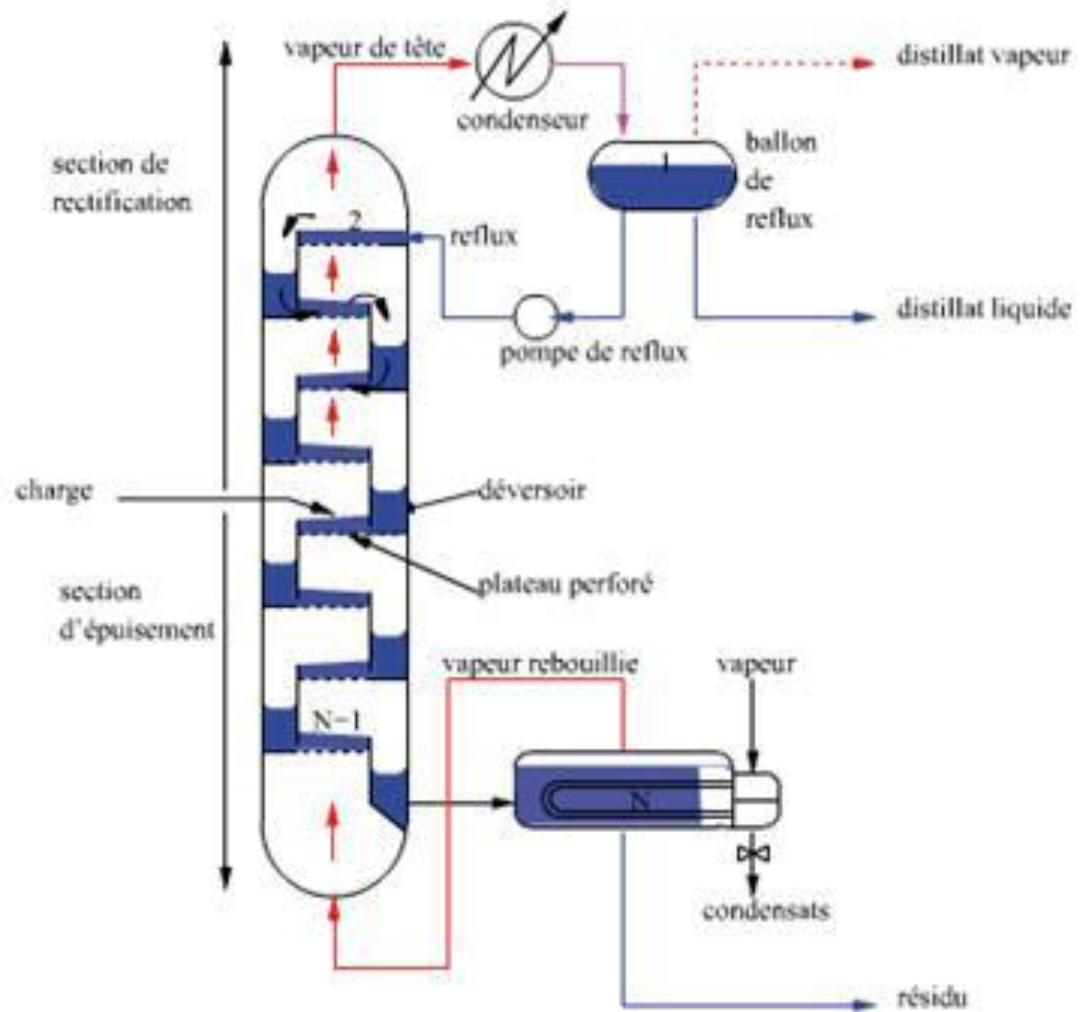 vapeur de tête
distillat vapeur
condenseur
section de
rectification
1
ballon
de
reflux
2
reflux
distillat liquide
pompe de reflux
charge
déversoir
plateau perforé
section
d'épuisement
vapeur rebouillie
vapeur
N-1
N
condensats
résidu